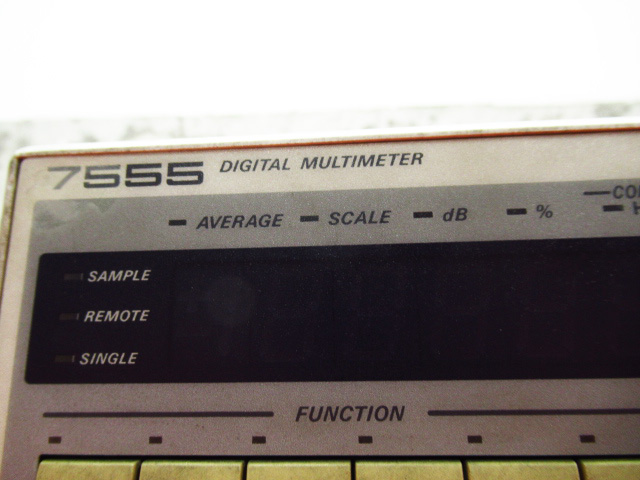 7555 DIGITAL MULTIMETER
AVERAGE SCALE dB %
SAMPLE
REMOTE
SINGLE
FUNCTION